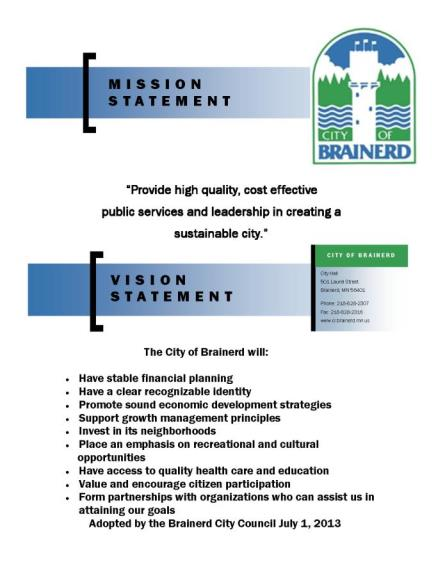 MISSION
STATEMENT
CITY OF
BRAINERD
"Provide high quality, cost effective
public services and leadership in creating a
sustainable city."
VISION
STATEMENT
CITY OF BRAINERD
City Hall
501 Laurel Street
Brainerd, MN 56401
Phone: 218-828-2307
Fax: 218-828-2316
www.ci.brainerd.mn.us
The City of Brainerd will:
• Have stable financial planning
• Have a clear recognizable identity
• Promote sound economic development strategies
• Support growth management principles
• Invest in its neighborhoods
• Place an emphasis on recreational and cultural
opportunities
• Have access to quality health care and education
• Value and encourage citizen participation
• Form partnerships with organizations who can assist us in
attaining our goals
Adopted by the Brainerd City Council July 1, 2013